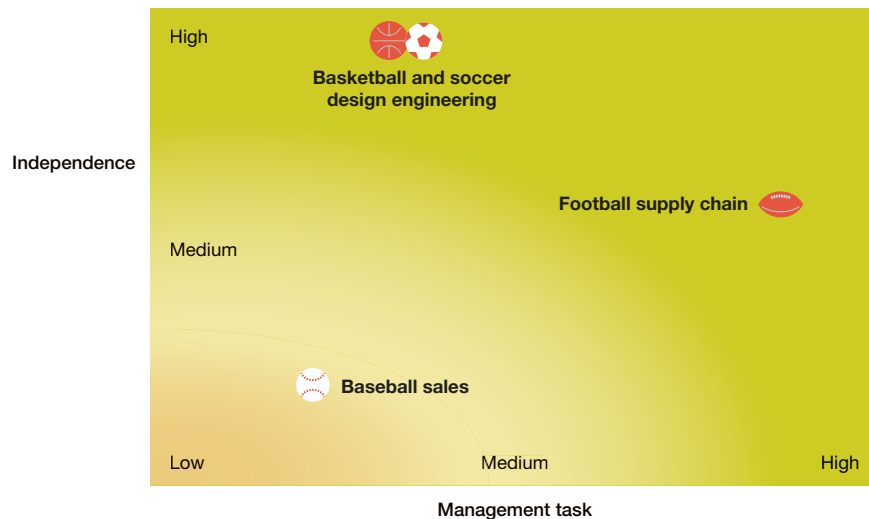 High
Basketball and soccer
design engineering
Independence
Football supply chain
Medium
Baseball sales
Low
Medium
High
Management task